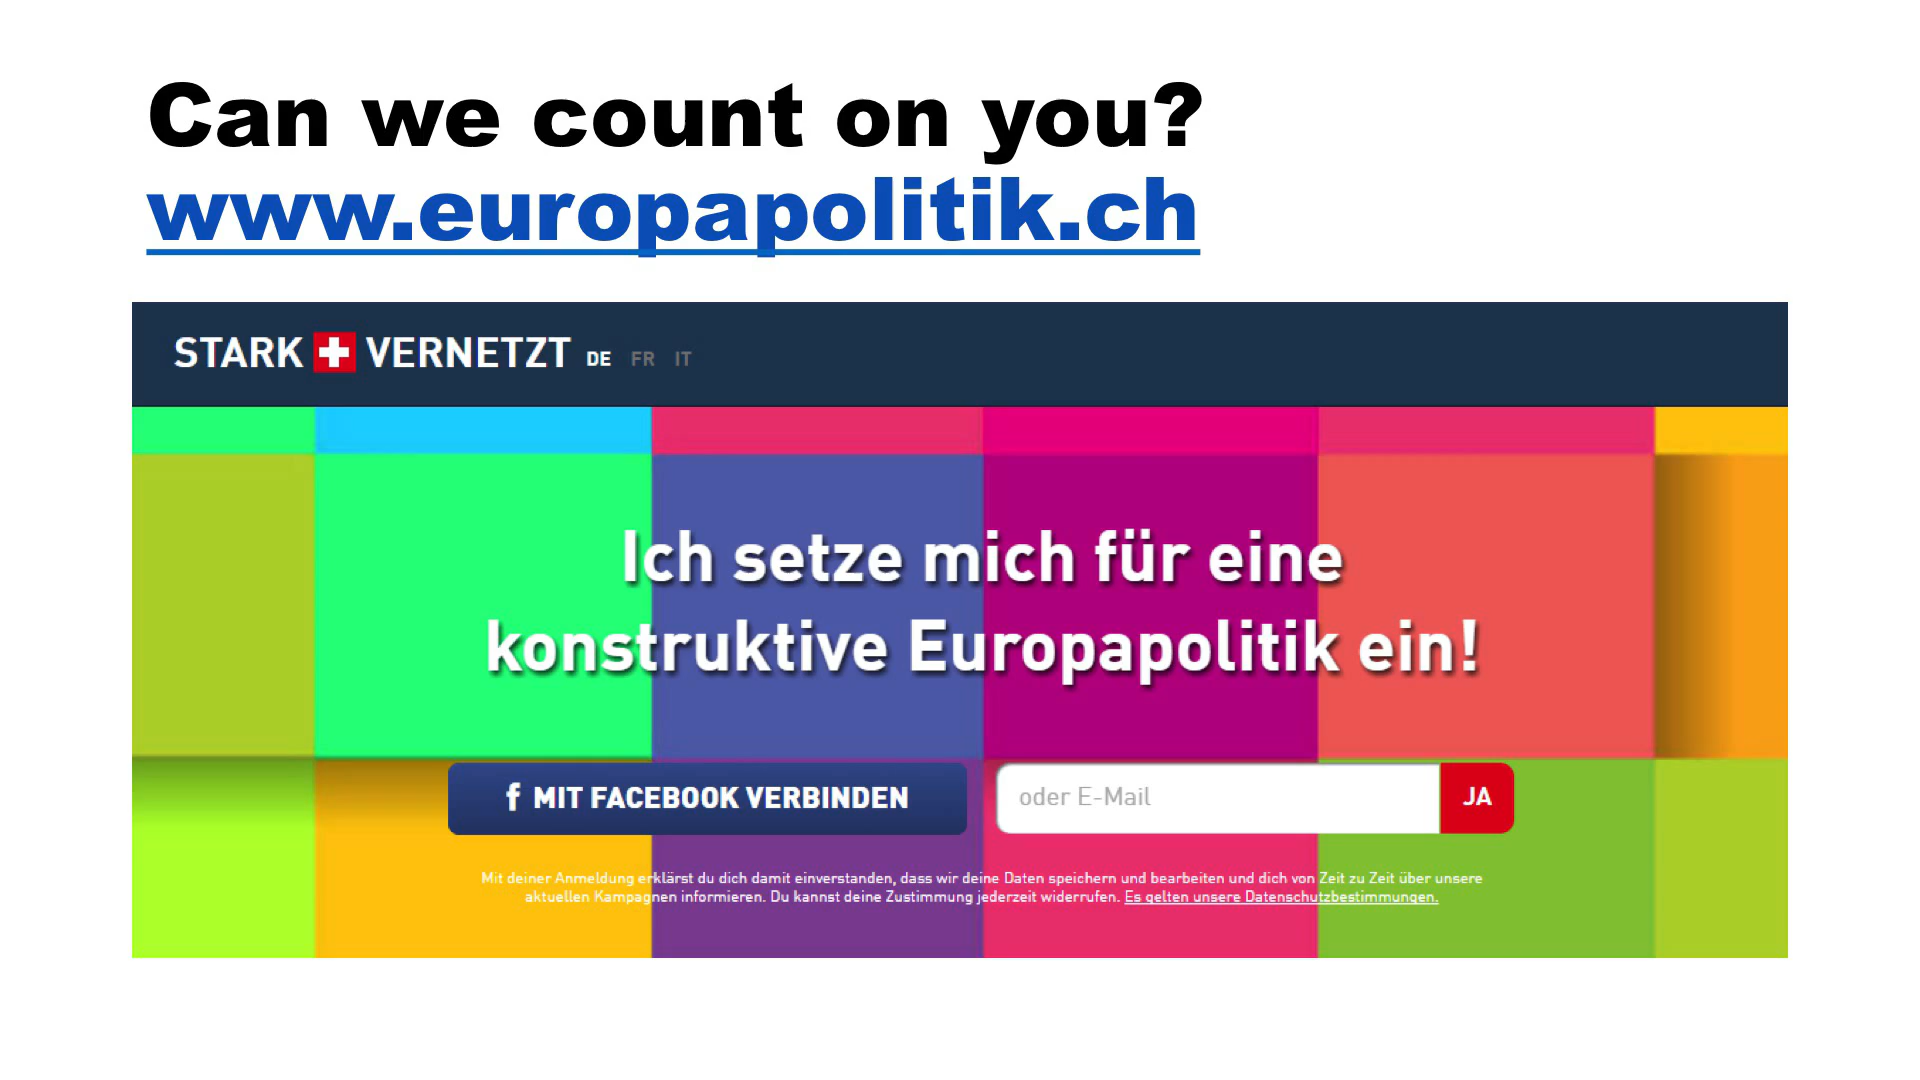 Can we count on you?
www.europapolitik.ch
STARK VERNETZT DE FR IT
Ich setze mich für eine
konstruktive Europapolitik ein!
f MIT FACEBOOK VERBINDEN
oder E-Mail
JA
Mit deiner Anmeldung erklärst du dich damit einverstanden, dass wir deine Daten speichern und bearbeiten und dich von Zeit zu Zeit über unsere
aktuellen Kampagnen informieren. Du kannst deine Zustimmung jederzeit widerrufen. Es gelten unsere Datenschutzbestimmungen.